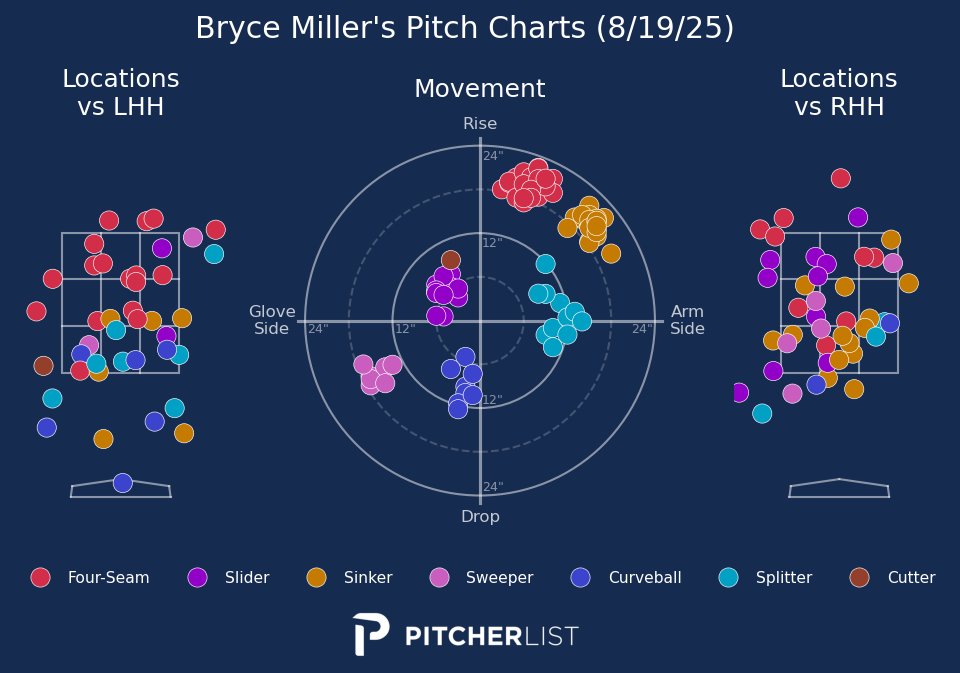 Bryce Miller's Pitch Charts (8/19/25)
Locations
vs LHH
Movement
Locations
vs RHH
Rise
24"
12"
Glove
Side
24"
12"
24"
Arm
Side
12"
24"
Drop
Four-Seam
Slider
Sinker
Sweeper
Curveball
Splitter
Cutter
PITCHERLIST